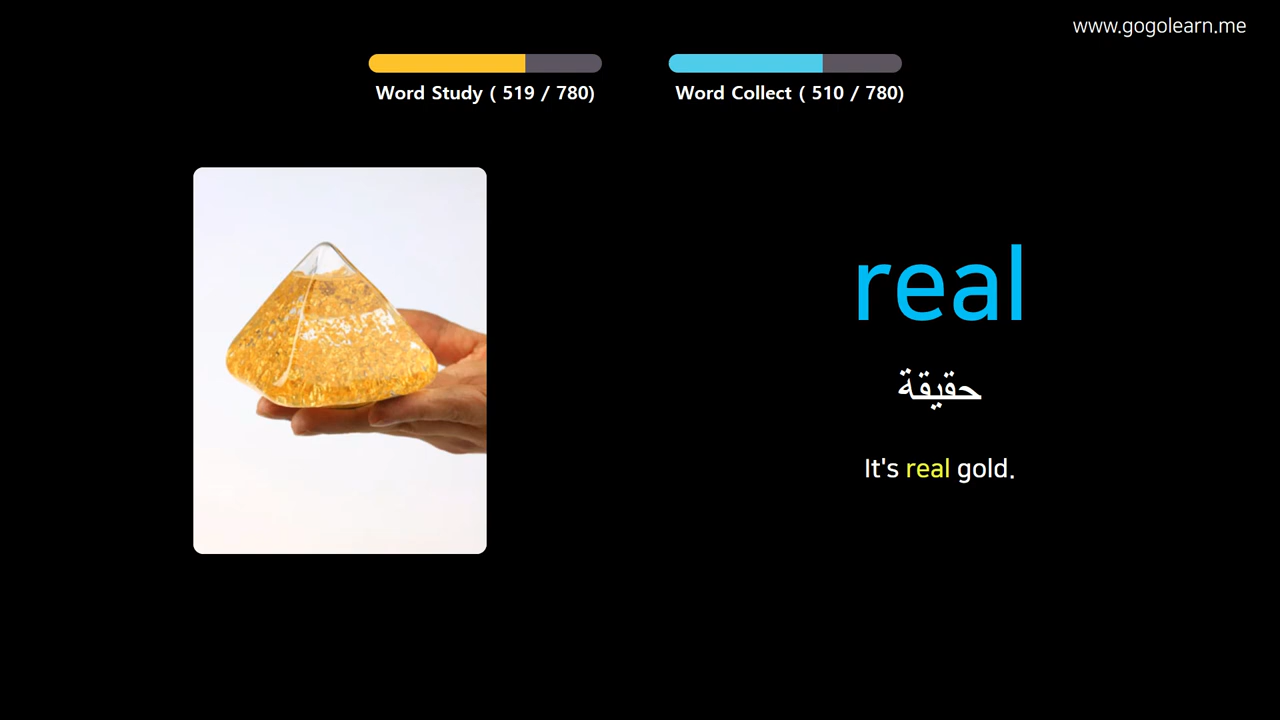 www.gogolearn.me
Word Study ( 519 / 780)
Word Collect ( 510 / 780)
real
حقيقة
It's real gold.